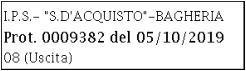 I.P.S.- "S.D'ACQUISTO"-BAGHERIA
Prot. 0009382 del 05/10/2019
08 (Uscita)